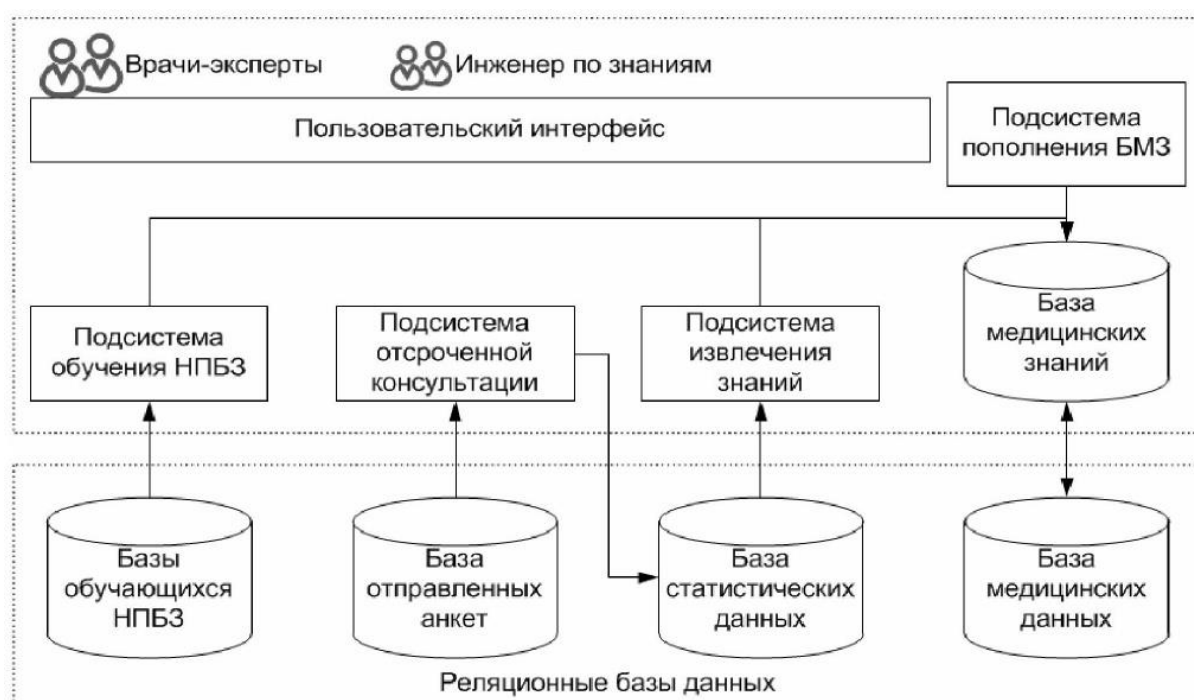 Врачи-эксперты
Инженер по знаниям
Пользовательский интерфейс
Подсистема
пополнения БМЗ
Подсистема
обучения НПБЗ
Подсистема
отсроченной
консультации
Подсистема
извлечения
знаний
База
медицинских
знаний
Базы
обучающихся
НПБЗ
База
отправленных
анкет
База
статистических
данных
База
медицинских
данных
Реляционные базы данных